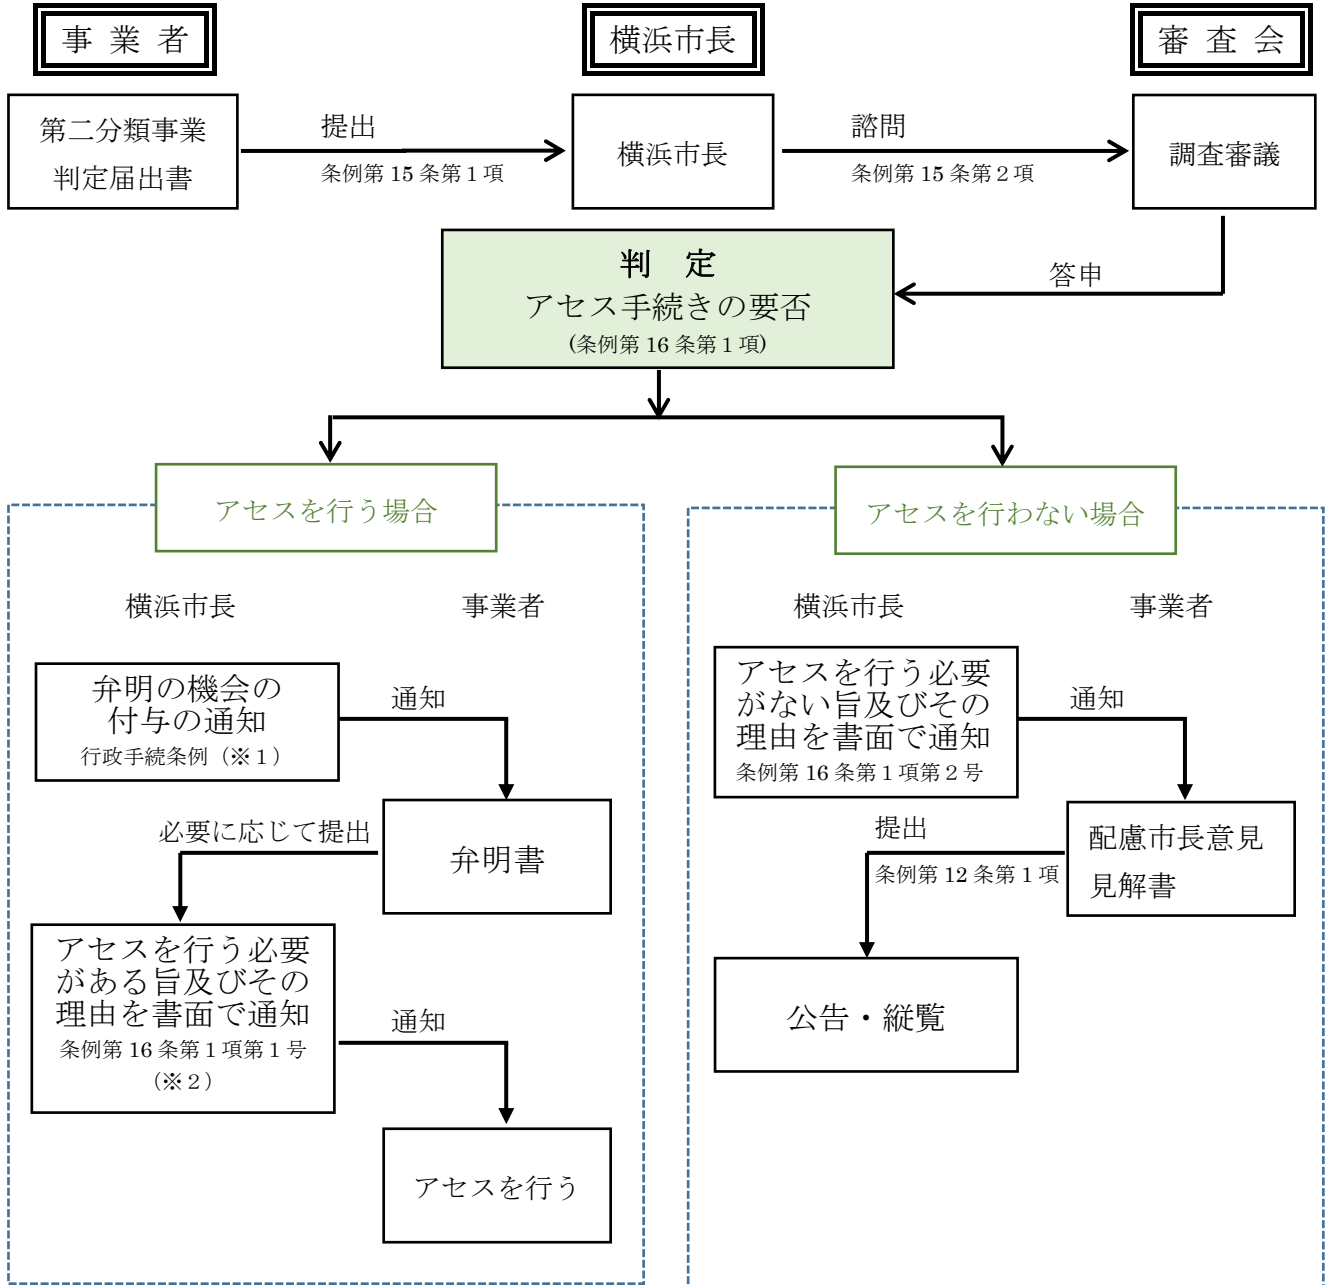 事 業 者
横浜市長
審 査 会
第二分類事業
判定届出書
提出
条例第 15 条第１項
横浜市長
諮問
条例第 15 条第２項
調査審議
答申
判　定
アセス手続きの要否
(条例第 16 条第１項)
アセスを行う場合
横浜市長
事業者
弁明の機会の
付与の通知
行政手続条例（※１）
通知
弁明書
必要に応じて提出
アセスを行う必要
がある旨及びその
理由を書面で通知
条例第 16 条第１項第１号
（※２）
通知
アセスを行う
アセスを行わない場合
横浜市長
事業者
アセスを行う必要
がない旨及びその
理由を書面で通知
条例第 16 条第１項第２号
通知
配慮市長意見
見解書
提出
条例第 12 条第１項
公告・縦覧